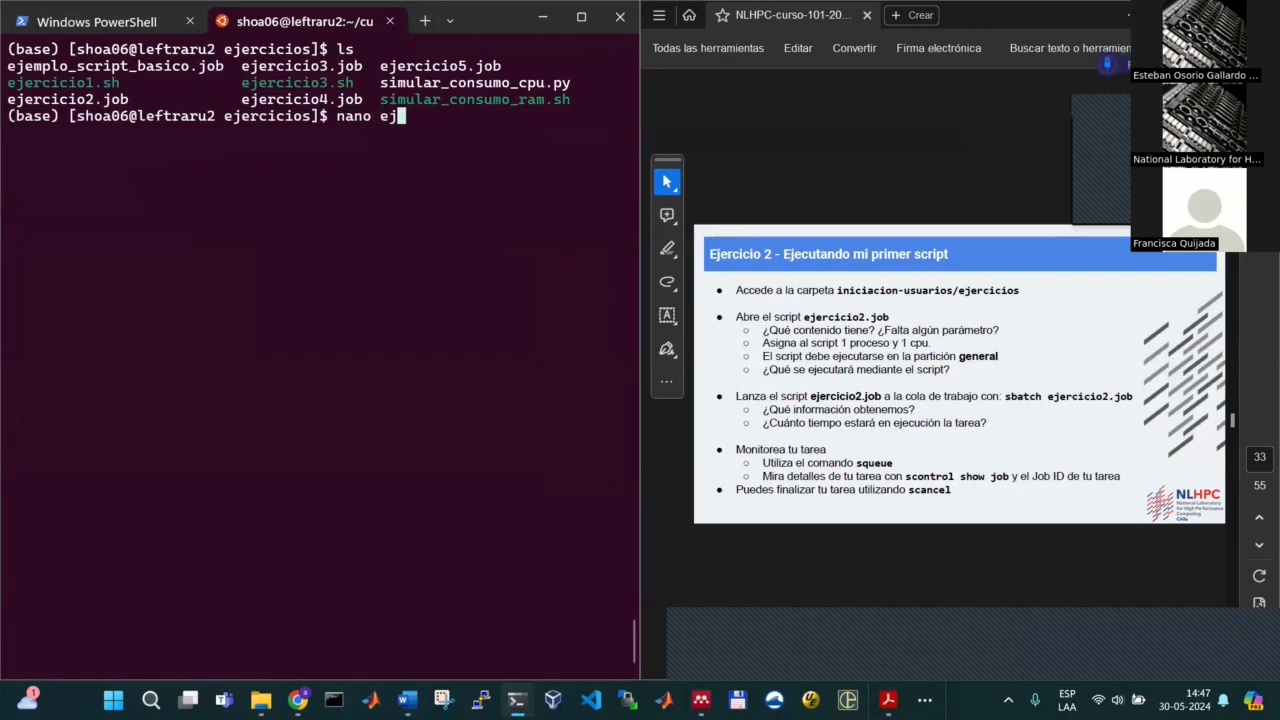 Windows PowerShell
shoa06@leftraru2:~/cu
(base) [shoa06@leftraru2 ejercicios]$ ls
ejemplo_script_basico.job ejercicio3.job ejercicio5.job
ejercicio1.sh ejercicio3.sh simular_consumo_cpu.py
ejercicio2.job ejercicio4.job simular_consumo_ram.sh
(base) [shoa06@leftraru2 ejercicios]$ nano ej
NLHPC-curso-101-20...
Crear
Todas las herramientas Editar Convertir Firma electrónica Buscar texto o herramien
Esteban Osorio Gallardo ...
National Laboratory for H...
Francisca Quijada
Ejercicio 2 - Ejecutando mi primer script
● Accede a la carpeta iniciacion-usuarios/ejercicios
● Abre el script ejercicio2.job
○ ¿Qué contenido tiene? ¿Falta algún parámetro?
○ Asigna al script 1 proceso y 1 cpu.
○ El script debe ejecutarse en la partición general
○ ¿Qué se ejecutará mediante el script?
● Lanza el script ejercicio2.job a la cola de trabajo con: sbatch ejercicio2.job
○ ¿Qué información obtenemos?
○ ¿Cuánto tiempo estará en ejecución la tarea?
● Monitorea tu tarea
○ Utiliza el comando squeue
○ Mira detalles de tu tarea con scontrol show job y el Job ID de tu tarea
● Puedes finalizar tu tarea utilizando scancel
NLHPC
National Laboratory
for High Performance
Computing
Chile
33
55
1
ESP
LAA
14:47
30-05-2024